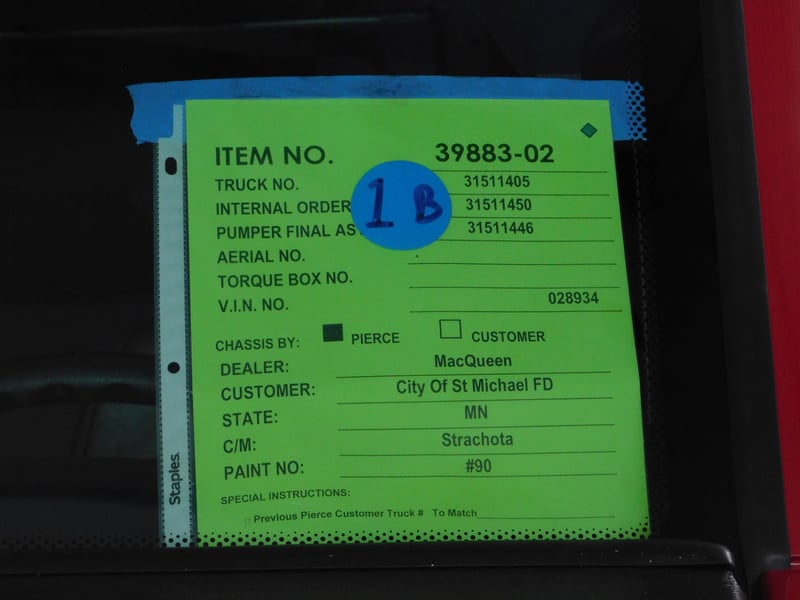 ITEM NO. 39883-02
TRUCK NO. 31511405
INTERNAL ORDER 31511450
1 B
PUMPER FINAL AS 31511446
AERIAL NO.
TORQUE BOX NO.
V.I.N. NO. 028934
CHASSIS BY: PIERCE CUSTOMER
DEALER: MacQueen
CUSTOMER: City Of St Michael FD
STATE: MN
C/M: Strachota
PAINT NO: #90
SPECIAL INSTRUCTIONS:
Previous Pierce Customer Truck # To Match
Staples